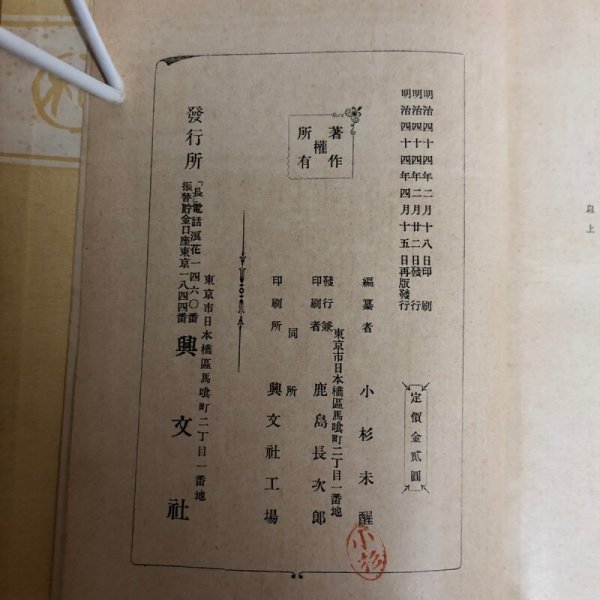 明治四十四年二月十八日印刷
明治四十四年二月廿二日發行
明治四十四年四月十五日再版發行
定價金貳圓
著作
權
所有
編纂者
小杉未醒
東京市日本橋區馬喰町二丁目一番地
發行兼
印刷者
鹿島長次郎
同所
印刷所
興文社工場
東京市日本橋區馬喰町二丁目一番地
發行所
興文社
「長」電話浪花一四六〇番
振替貯金口座東京一八四四番
小杉
以上